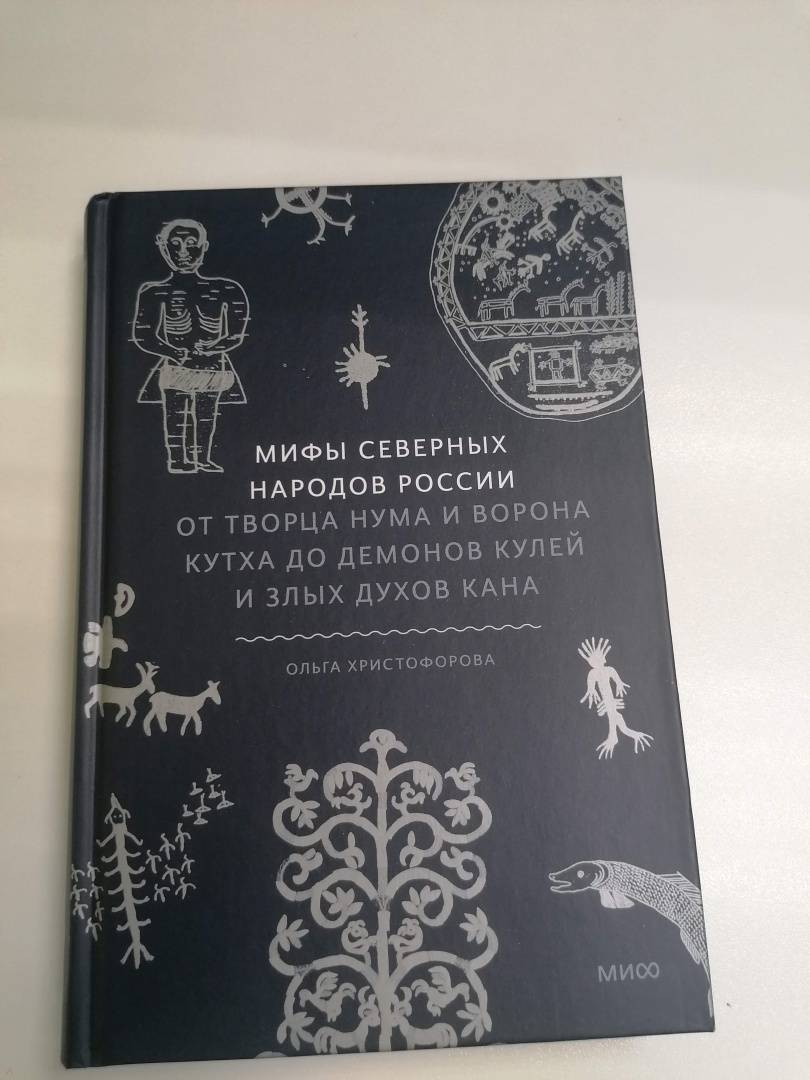 МИФЫ СЕВЕРНЫХ
НАРОДОВ РОССИИ
ОТ ТВОРЦА НУМА И ВОРОНА
КУТХА ДО ДЕМОНОВ КУЛЕЙ
И ЗЛЫХ ДУХОВ КАНА
ОЛЬГА ХРИСТОФОРОВА
МИФ